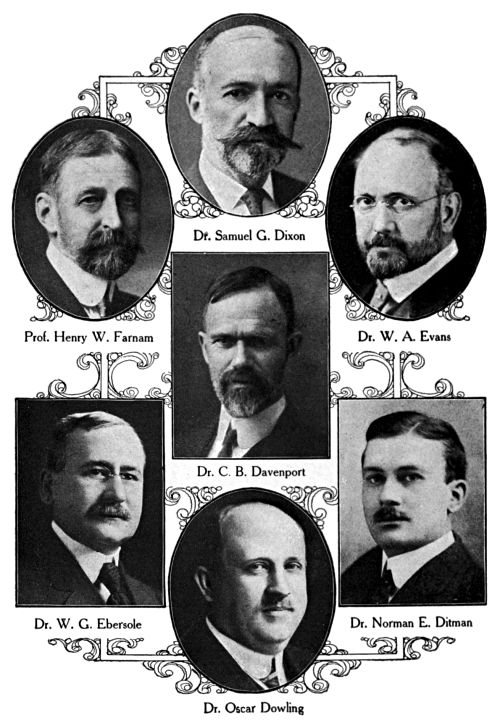 Dr. Samuel G. Dixon
Prof. Henry W. Farnam
Dr. W. A. Evans
Dr. C. B. Davenport
Dr. W. G. Ebersole
Dr. Norman E. Ditman
Dr. Oscar Dowling